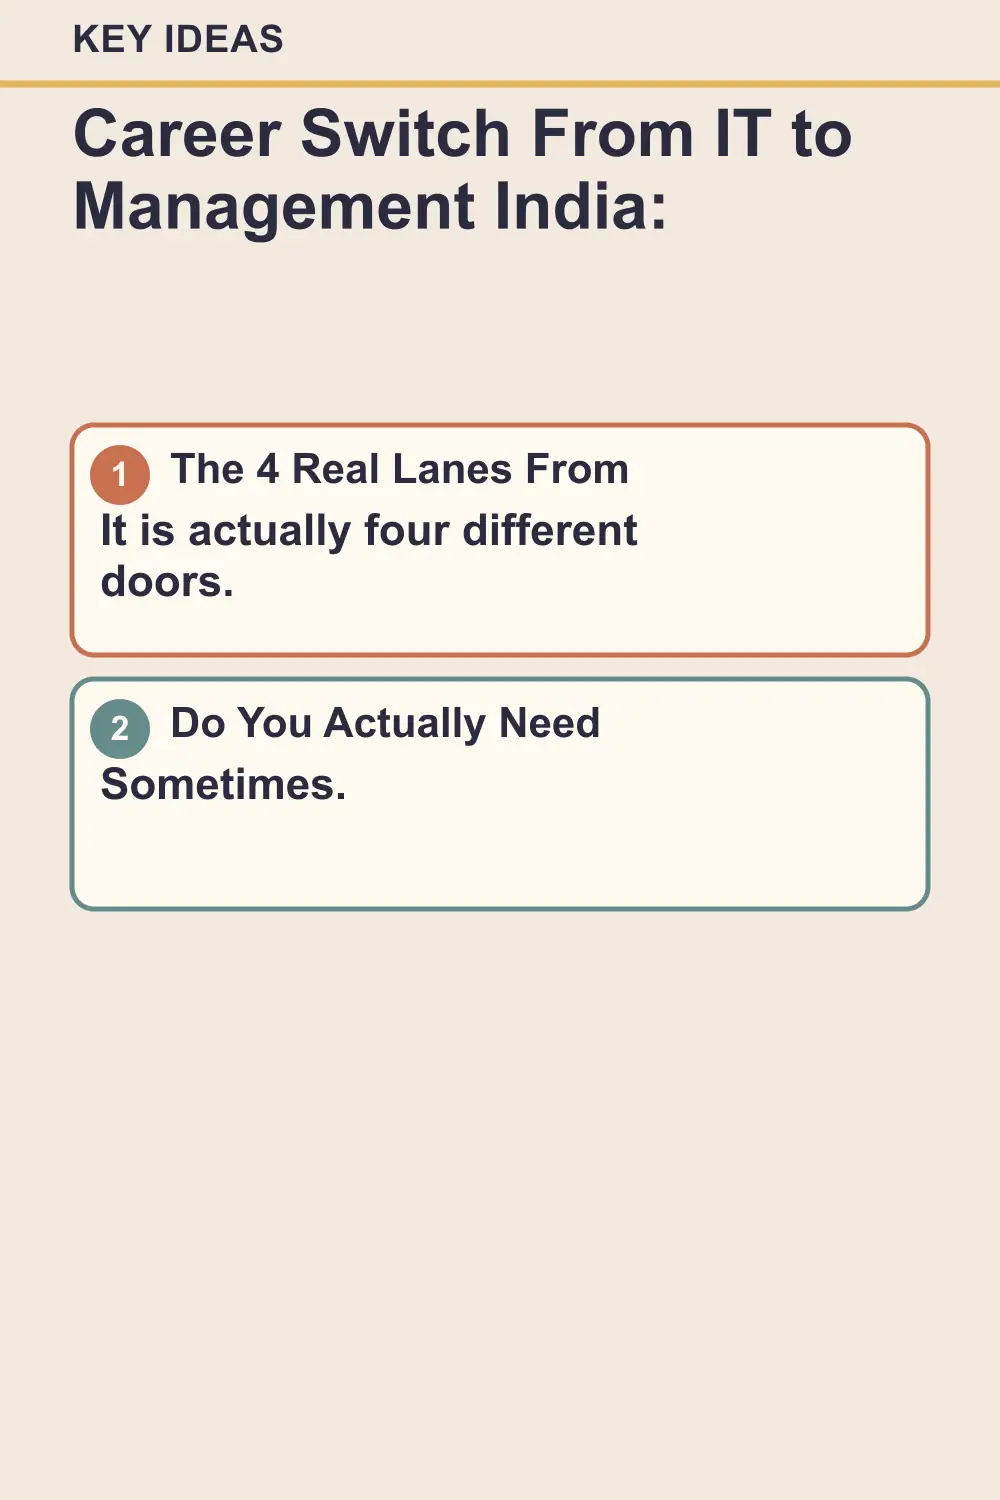 KEY IDEAS
Career Switch From IT to
Management India:
1 The 4 Real Lanes From
It is actually four different
doors.
2 Do You Actually Need
Sometimes.